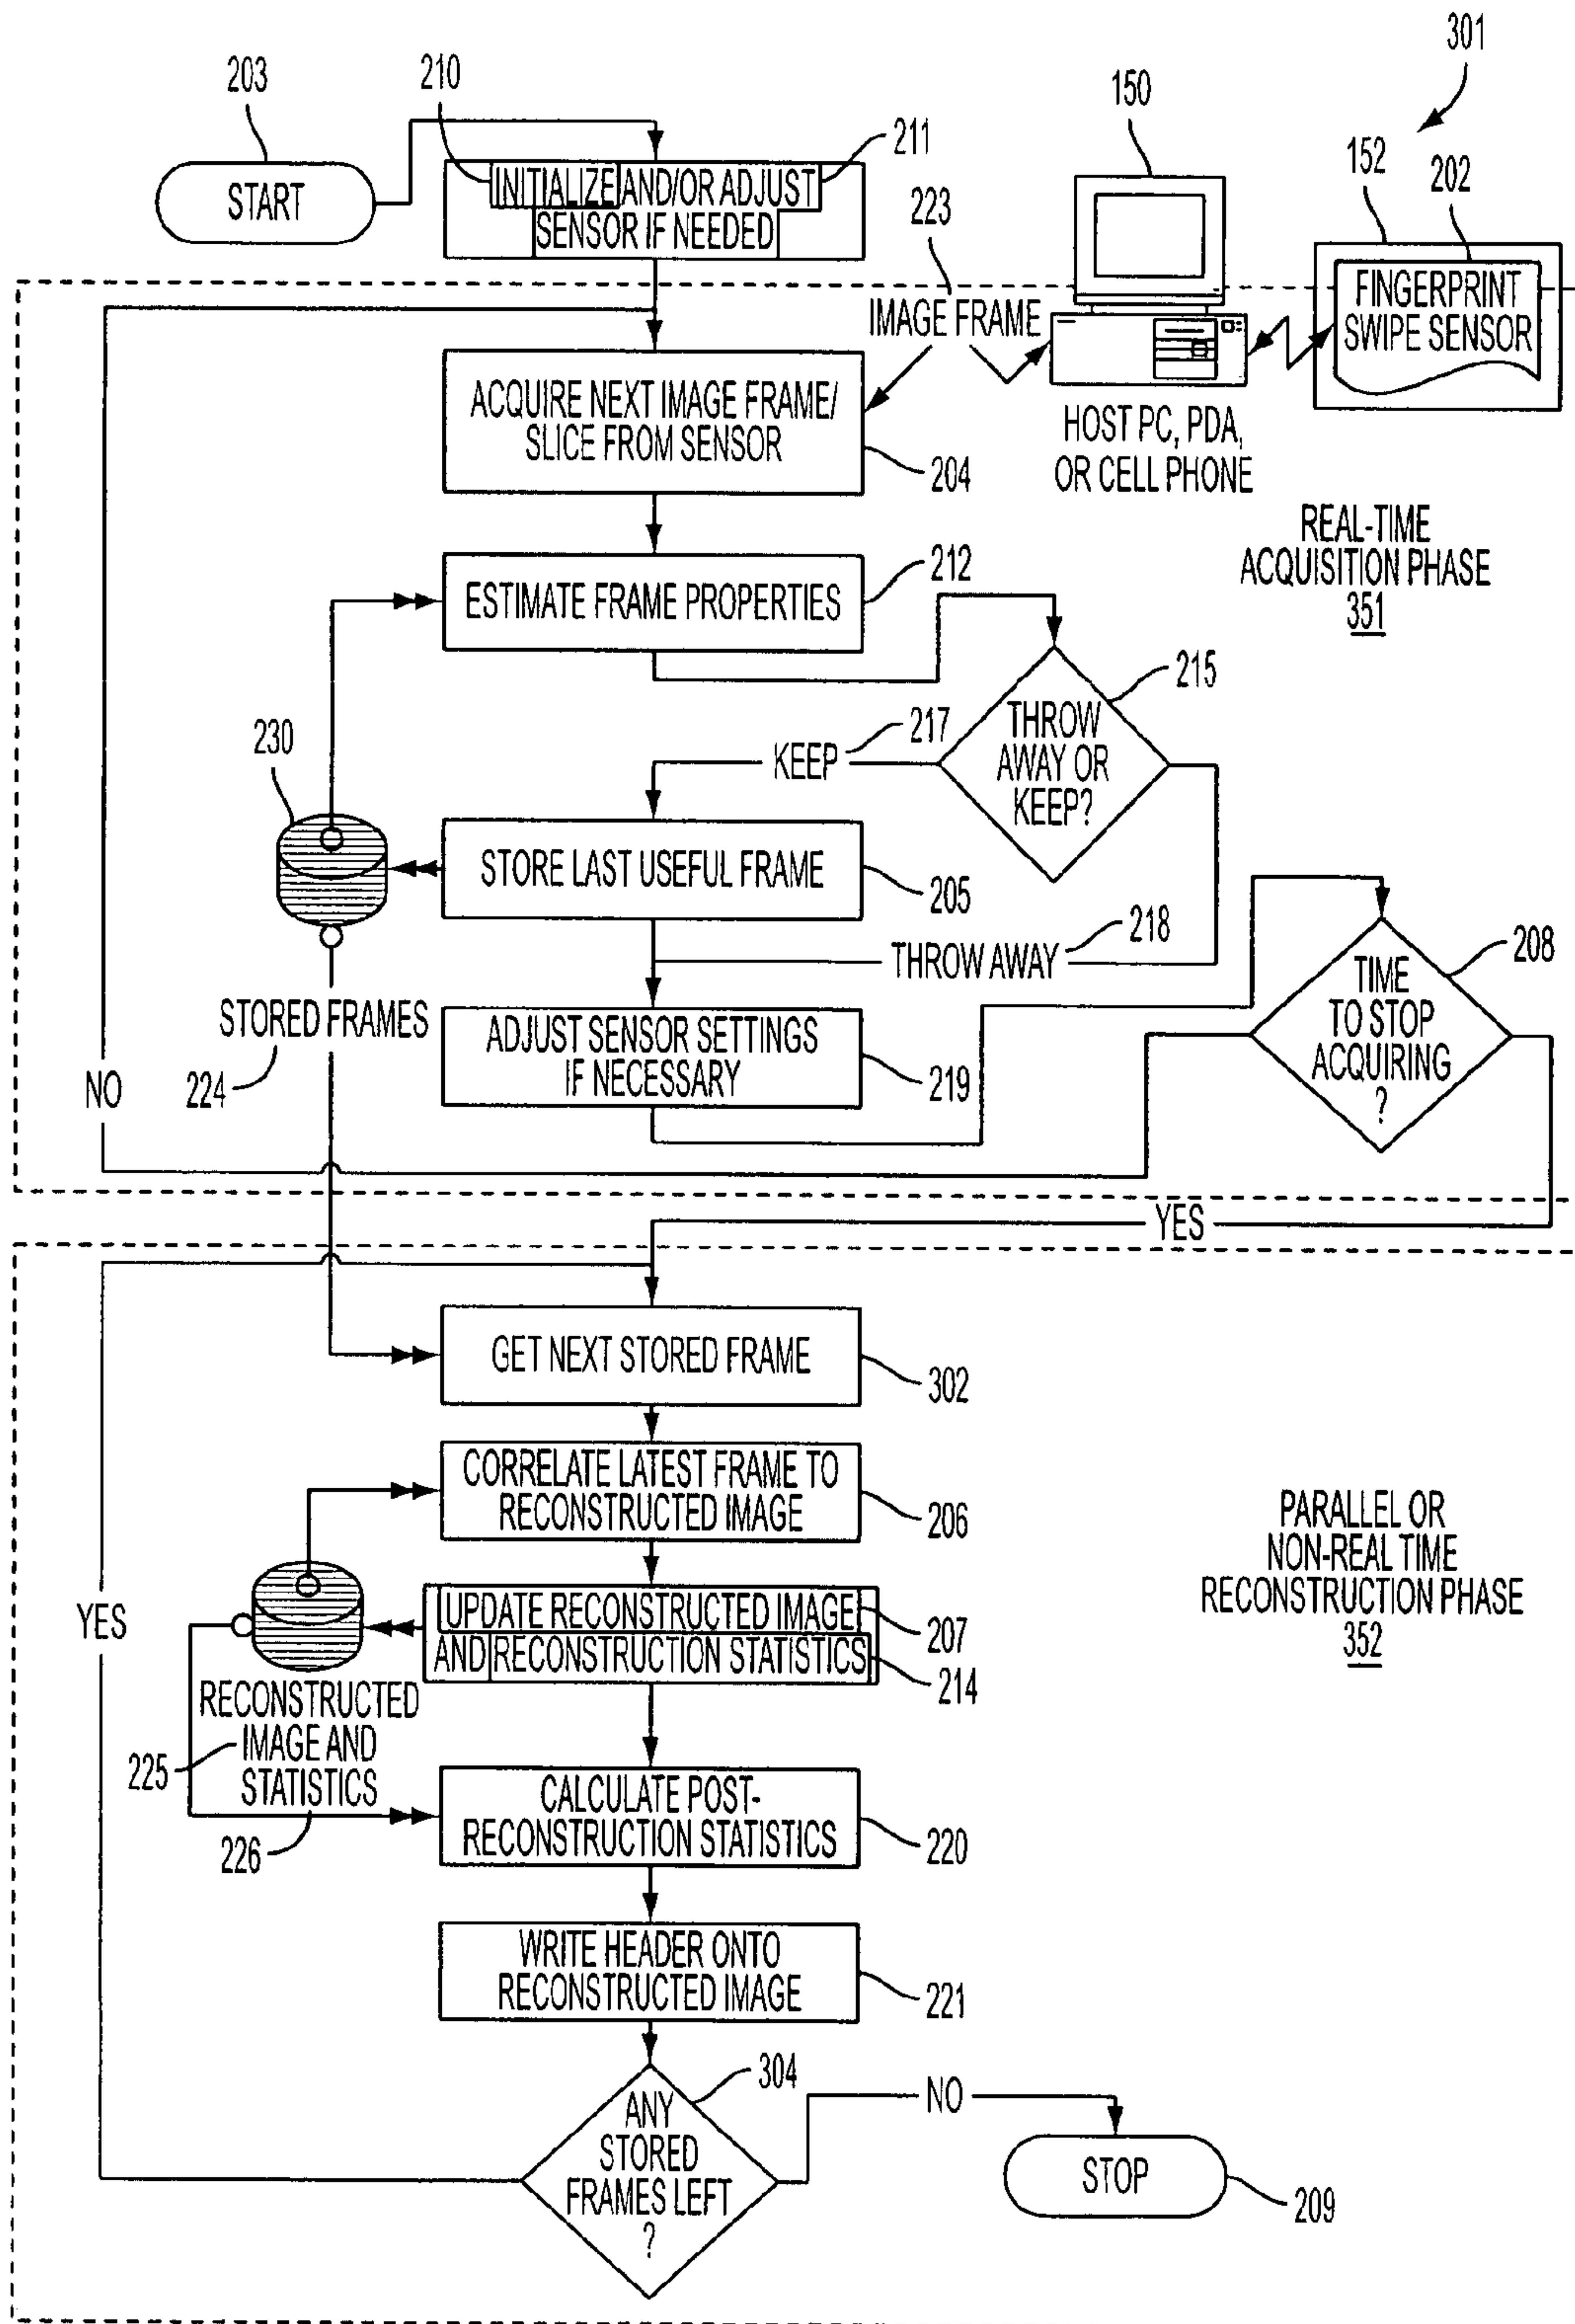 301
203
210
150
211
152
202
START
INITIALIZE AND/OR ADJUST
SENSOR IF NEEDED
223
IMAGE FRAME
FINGERPRINT
SWIPE SENSOR
ACQUIRE NEXT IMAGE FRAME/
SLICE FROM SENSOR
204
HOST PC, PDA,
OR CELL PHONE
REAL-TIME
ACQUISITION PHASE
351
ESTIMATE FRAME PROPERTIES
212
215
THROW
AWAY OR
KEEP?
217
KEEP
230
STORE LAST USEFUL FRAME
205
218
THROW AWAY
208
TIME
TO STOP
ACQUIRING
?
STORED FRAMES
224
ADJUST SENSOR SETTINGS
IF NECESSARY
219
NO
YES
GET NEXT STORED FRAME
302
CORRELATE LATEST FRAME TO
RECONSTRUCTED IMAGE
206
PARALLEL OR
NON-REAL TIME
RECONSTRUCTION PHASE
352
YES
UPDATE RECONSTRUCTED IMAGE
207
AND RECONSTRUCTION STATISTICS
214
RECONSTRUCTED
IMAGE AND
STATISTICS
225
226
CALCULATE POST-
RECONSTRUCTION STATISTICS
220
WRITE HEADER ONTO
RECONSTRUCTED IMAGE
221
304
ANY
STORED
FRAMES LEFT
?
NO
STOP
209